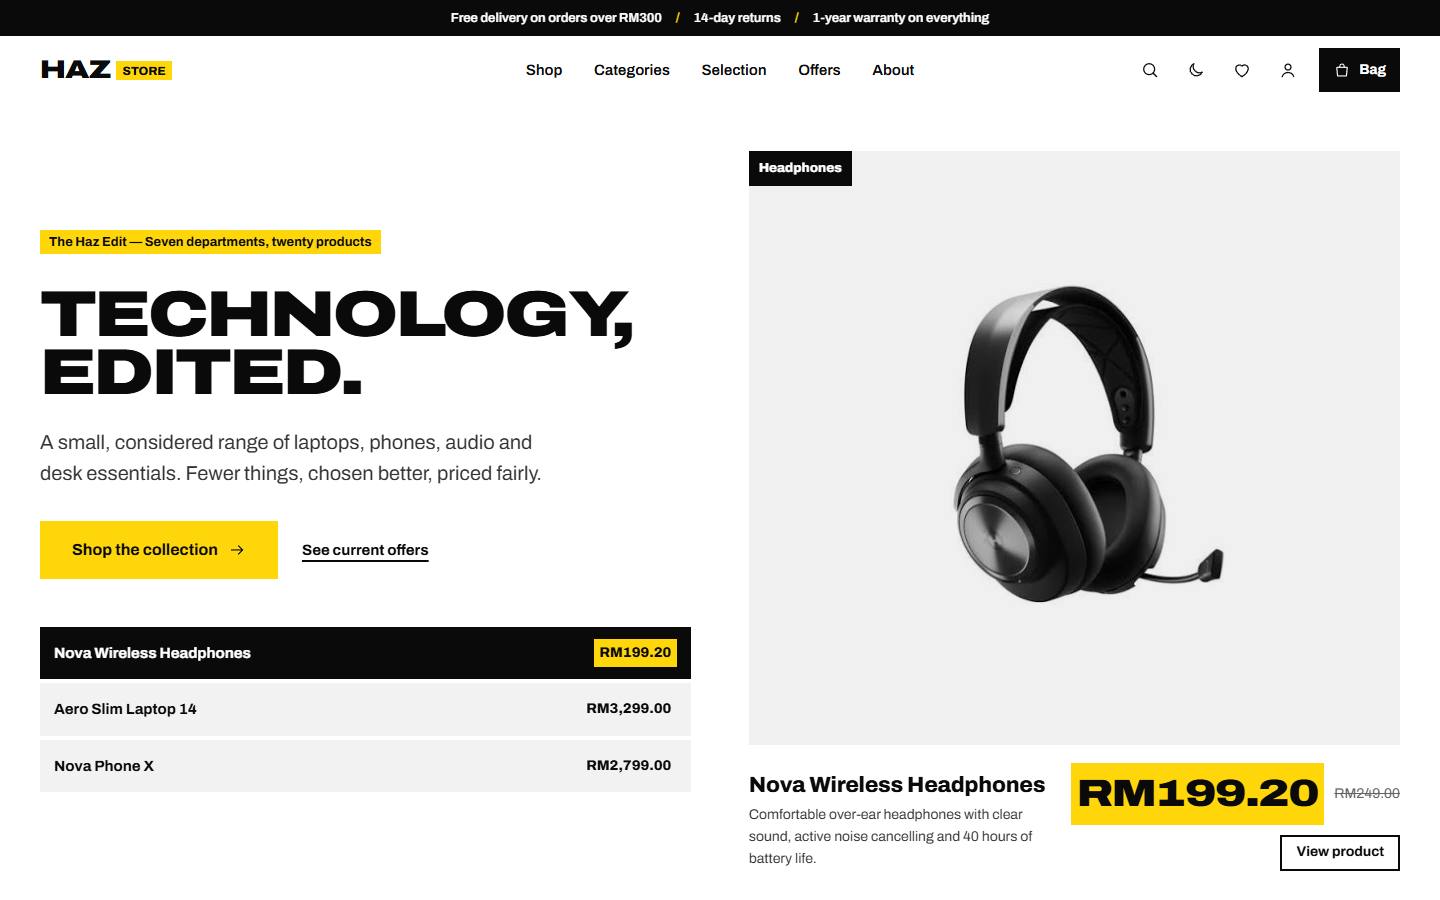 Free delivery on orders over RM300 / 14-day returns / 1-year warranty on everything
HAZ STORE
Shop Categories Selection Offers About
Bag
The Haz Edit — Seven departments, twenty products
TECHNOLOGY,
EDITED.
A small, considered range of laptops, phones, audio and
desk essentials. Fewer things, chosen better, priced fairly.
Shop the collection →
See current offers
Nova Wireless Headphones RM199.20
Aero Slim Laptop 14 RM3,299.00
Nova Phone X RM2,799.00
Headphones
Nova Wireless Headphones
Comfortable over-ear headphones with clear
sound, active noise cancelling and 40 hours of
battery life.
RM199.20 RM249.00
View product